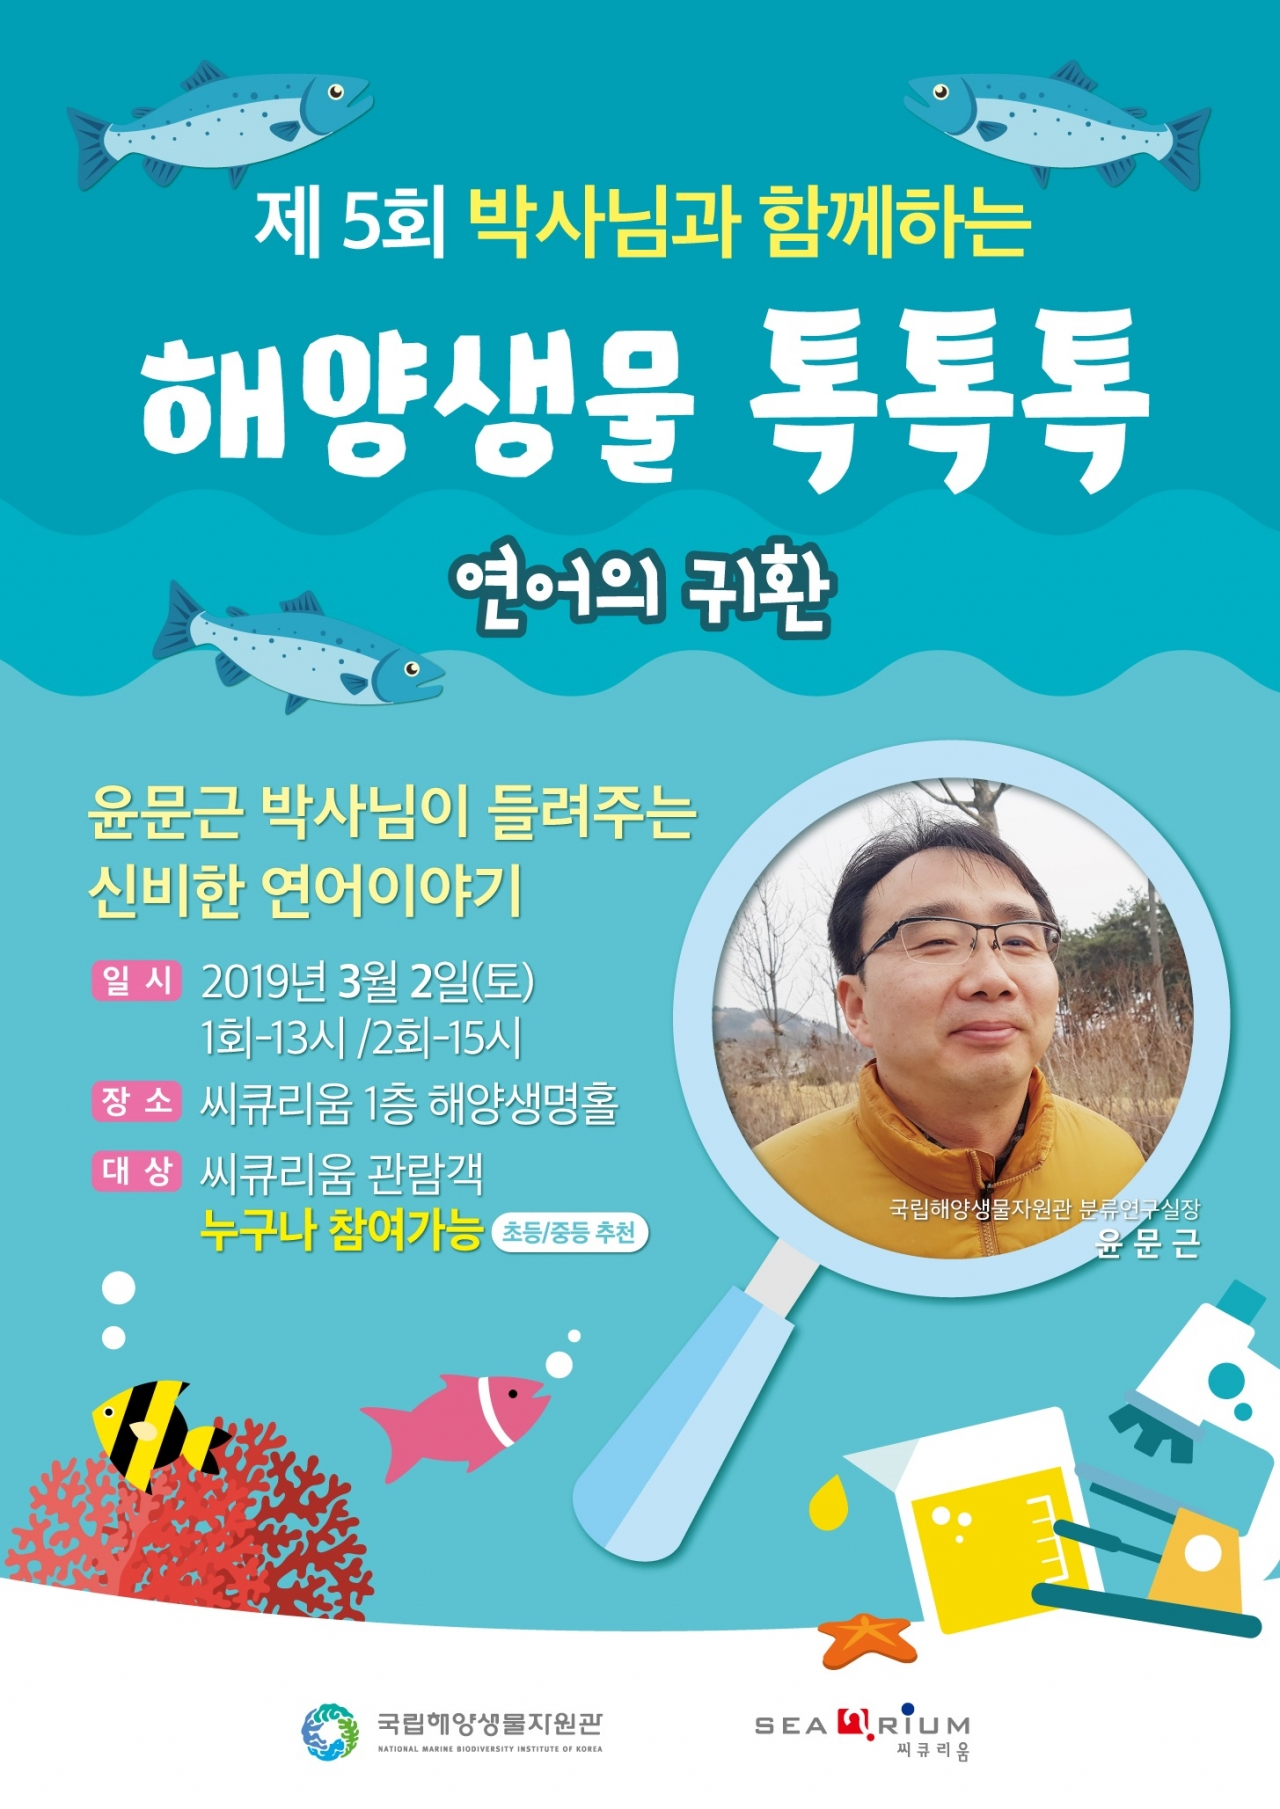 제 5회 박사님과 함께하는
해양생물 톡톡톡
연어의 귀환
윤문근 박사님이 들려주는
신비한 연어이야기
일 시 2019년 3월 2일(토)
1회-13시 /2회-15시
장 소 씨큐리움 1층 해양생명홀
대 상 씨큐리움 관람객
누구나 참여가능 초등/중등 추천
국립해양생물자원관 분류연구실장
윤 문 근
국립해양생물자원관
NATIONAL MARINE BIODIVERSITY INSTITUTE OF KOREA
SEAQRIUM
씨큐리움